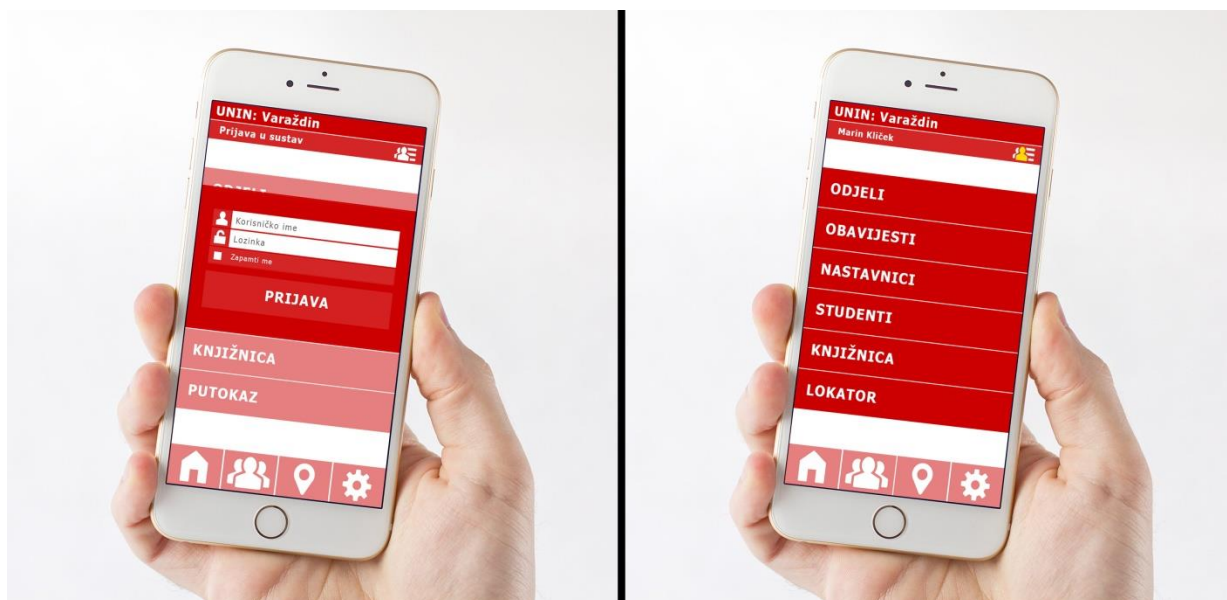 UNIN: Varaždin
Prijava u sustav
ODJELI
Korisničko ime
Lozinka
Zapamti me
PRIJAVA
KNJIŽNICA
PUTOKAZ
UNIN: Varaždin
Marin Kliček
ODJELI
OBAVIJESTI
NASTAVNICI
STUDENTI
KNJIŽNICA
LOKATOR